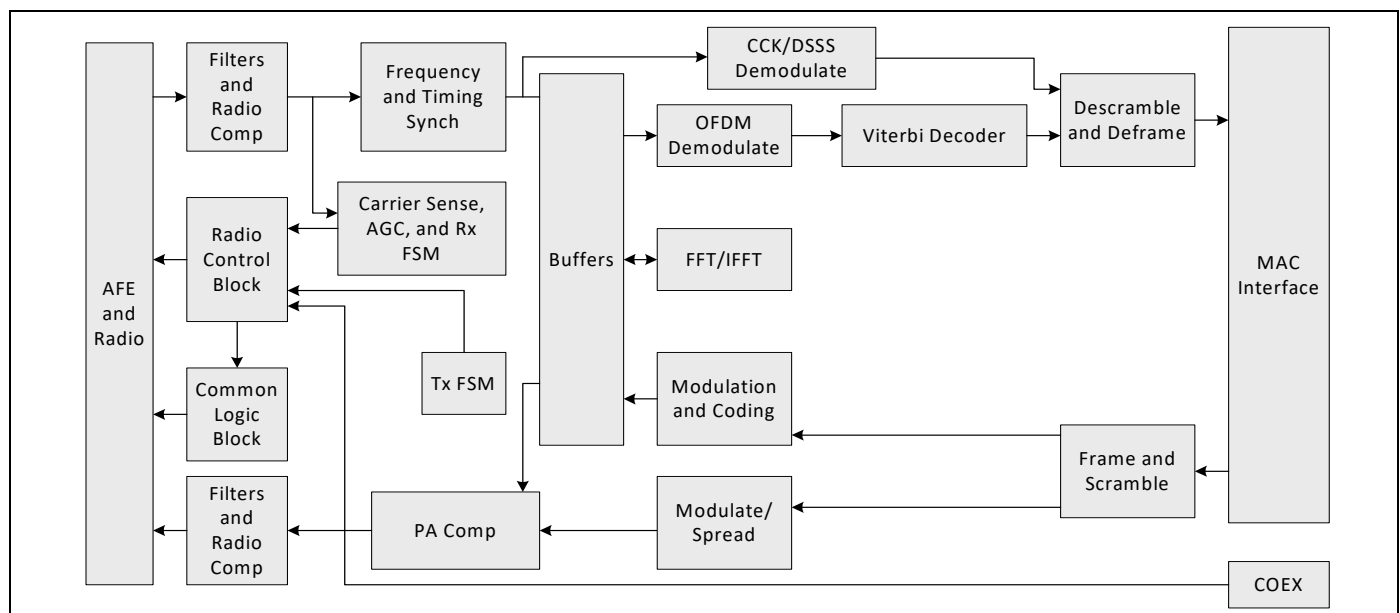 AFE
and
Radio
Filters
and
Radio
Comp
Frequency
and Timing
Synch
CCK/DSSS
Demodulate
OFDM
Demodulate
Viterbi Decoder
Descramble
and Deframe
MAC
Interface
Carrier Sense,
AGC, and Rx
FSM
Radio
Control
Block
Buffers
FFT/IFFT
Tx FSM
Common
Logic
Block
Modulation
and Coding
Frame and
Scramble
Filters
and
Radio
Comp
PA Comp
Modulate/
Spread
COEX